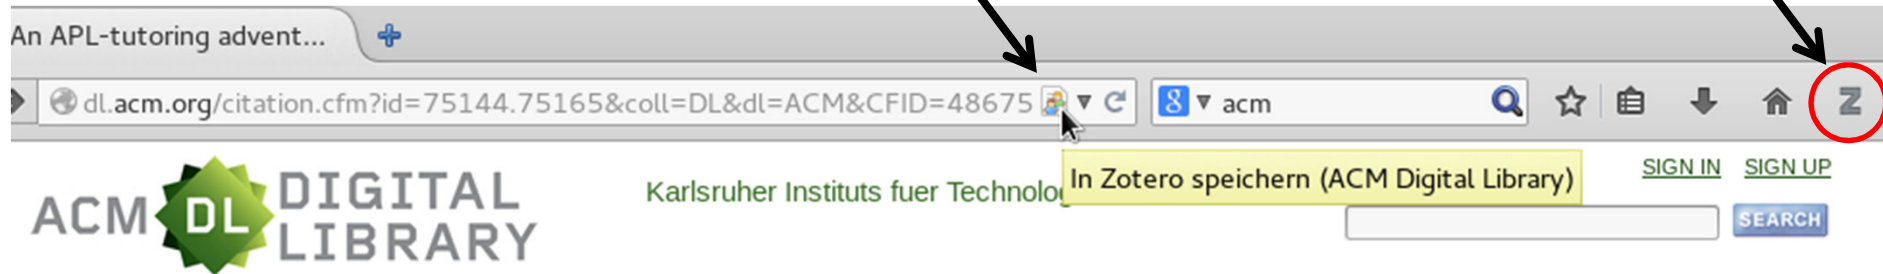 An APL-tutoring advent...
dl.acm.org/citation.cfm?id=75144.75165&coll=DL&dl=ACM&CFID=48675
8 acm
Z
In Zotero speichern (ACM Digital Library)
SIGN IN SIGN UP
ACM DL DIGITAL LIBRARY
Karlsruher Instituts fuer
SEARCH